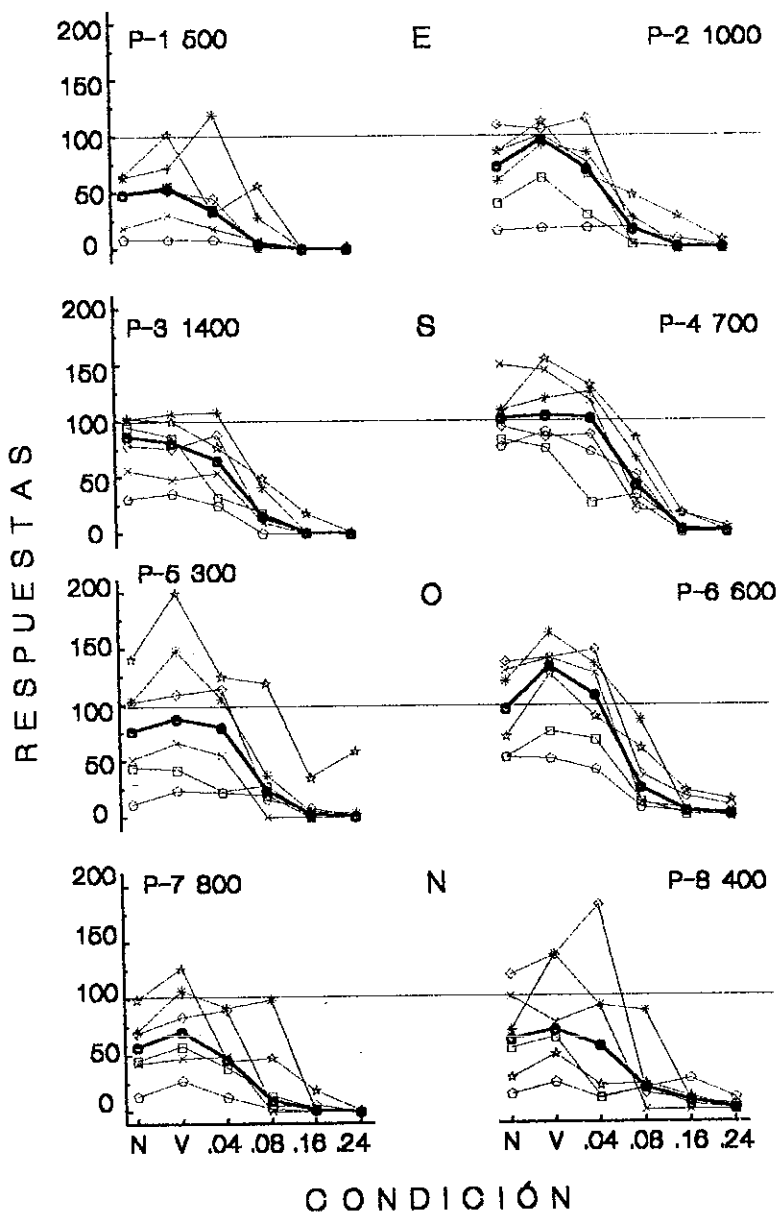 200
150
100
50
0
P-1 500
E
P-2 1000
200
150
100
50
0
P-3 1400
S
P-4 700
200
150
100
50
0
P-5 300
O
P-6 600
200
150
100
50
0
P-7 800
N
P-8 400
N V .04 .08 .16 .24
N V .04 .08 .16 .24
RESPUESTAS
CONDICIÓN